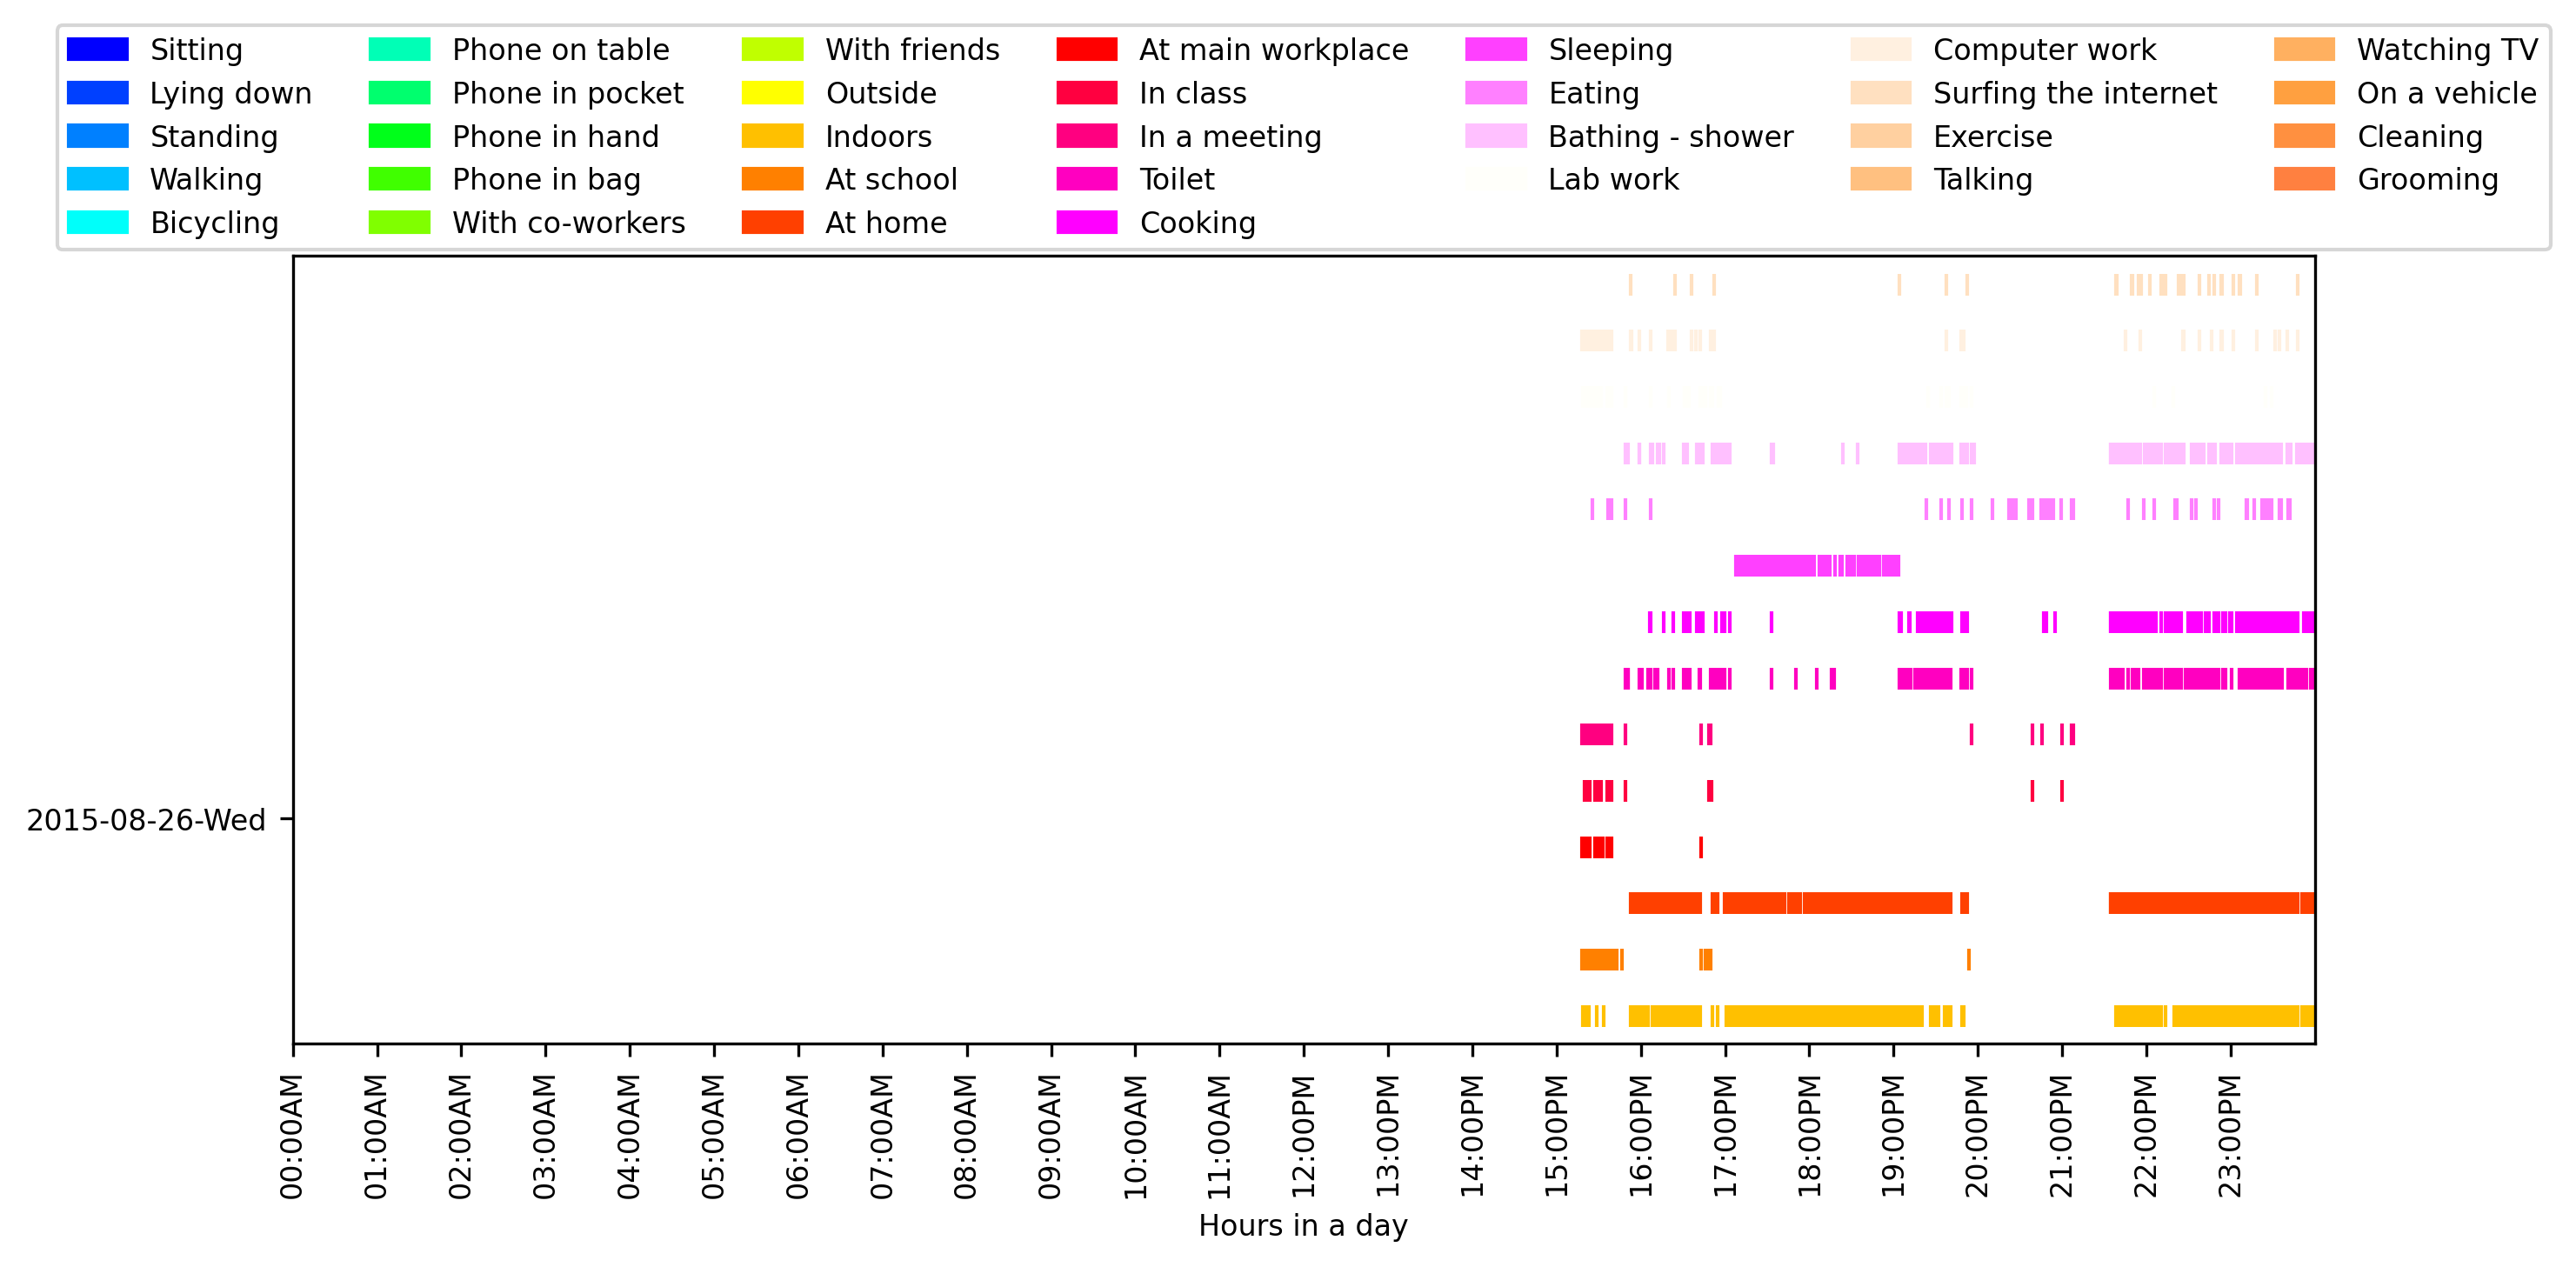 Sitting
Lying down
Standing
Walking
Bicycling
Phone on table
Phone in pocket
Phone in hand
Phone in bag
With co-workers
With friends
Outside
Indoors
At school
At home
At main workplace
In class
In a meeting
Toilet
Cooking
Sleeping
Eating
Bathing - shower
Lab work
Computer work
Surfing the internet
Exercise
Talking
Watching TV
On a vehicle
Cleaning
Grooming
2015-08-26-Wed
00:00AM
01:00AM
02:00AM
03:00AM
04:00AM
05:00AM
06:00AM
07:00AM
08:00AM
09:00AM
10:00AM
11:00AM
12:00PM
13:00PM
14:00PM
15:00PM
16:00PM
17:00PM
18:00PM
19:00PM
20:00PM
21:00PM
22:00PM
23:00PM
Hours in a day